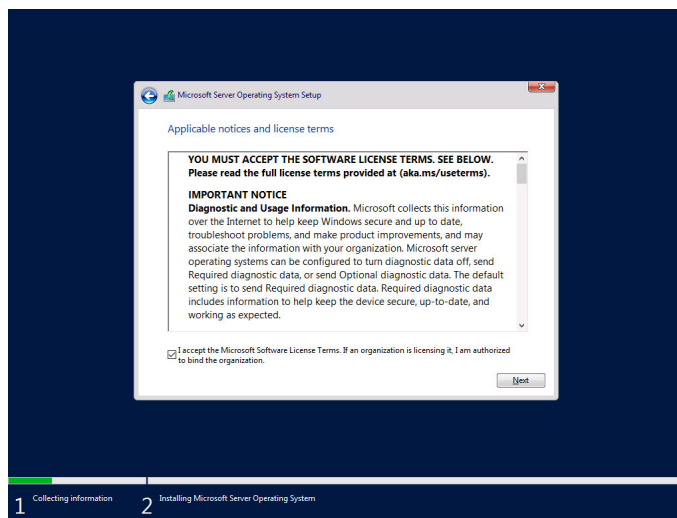 Microsoft Server Operating System Setup
Applicable notices and license terms
YOU MUST ACCEPT THE SOFTWARE LICENSE TERMS. SEE BELOW.
Please read the full license terms provided at (aka.ms/useterms).
IMPORTANT NOTICE
Diagnostic and Usage Information. Microsoft collects this information
over the Internet to help keep Windows secure and up to date,
troubleshoot problems, and make product improvements, and may
associate the information with your organization. Microsoft server
operating systems can be configured to turn diagnostic data off, send
Required diagnostic data, or send Optional diagnostic data. The default
setting is to send Required diagnostic data. Required diagnostic data
includes information to help keep the device secure, up-to-date, and
working as expected.
I accept the Microsoft Software License Terms. If an organization is licensing it, I am authorized
to bind the organization.
Next
1 Collecting information
2 Installing Microsoft Server Operating System